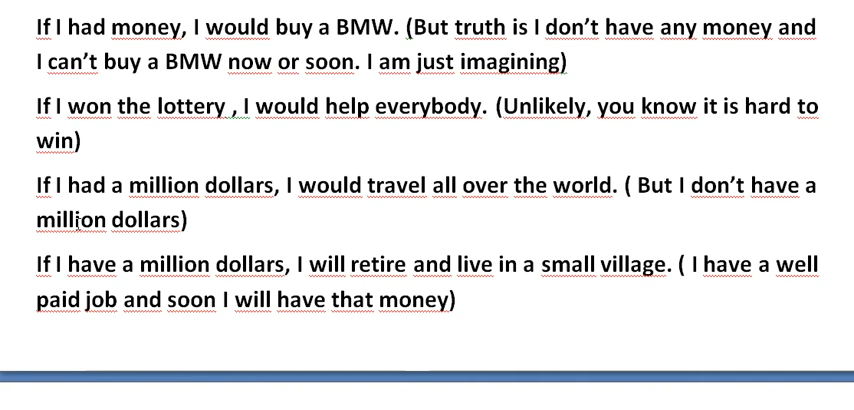 If I had money, I would buy a BMW. (But truth is I don’t have any money and
I can’t buy a BMW now or soon. I am just imagining)
If I won the lottery , I would help everybody. (Unlikely, you know it is hard to
win)
If I had a million dollars, I would travel all over the world. ( But I don’t have a
million dollars)
If I have a million dollars, I will retire and live in a small village. ( I have a well
paid job and soon I will have that money)